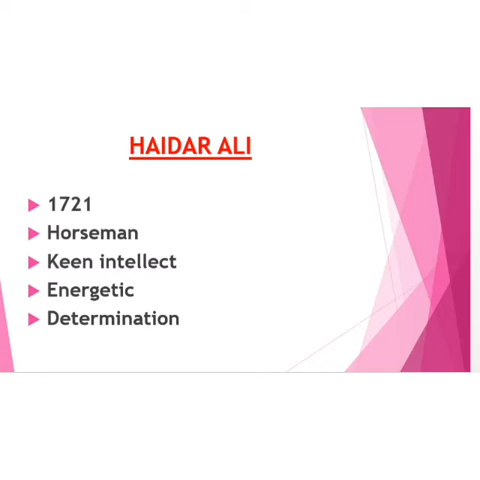 HAIDAR ALI
1721
Horseman
Keen intellect
Energetic
Determination